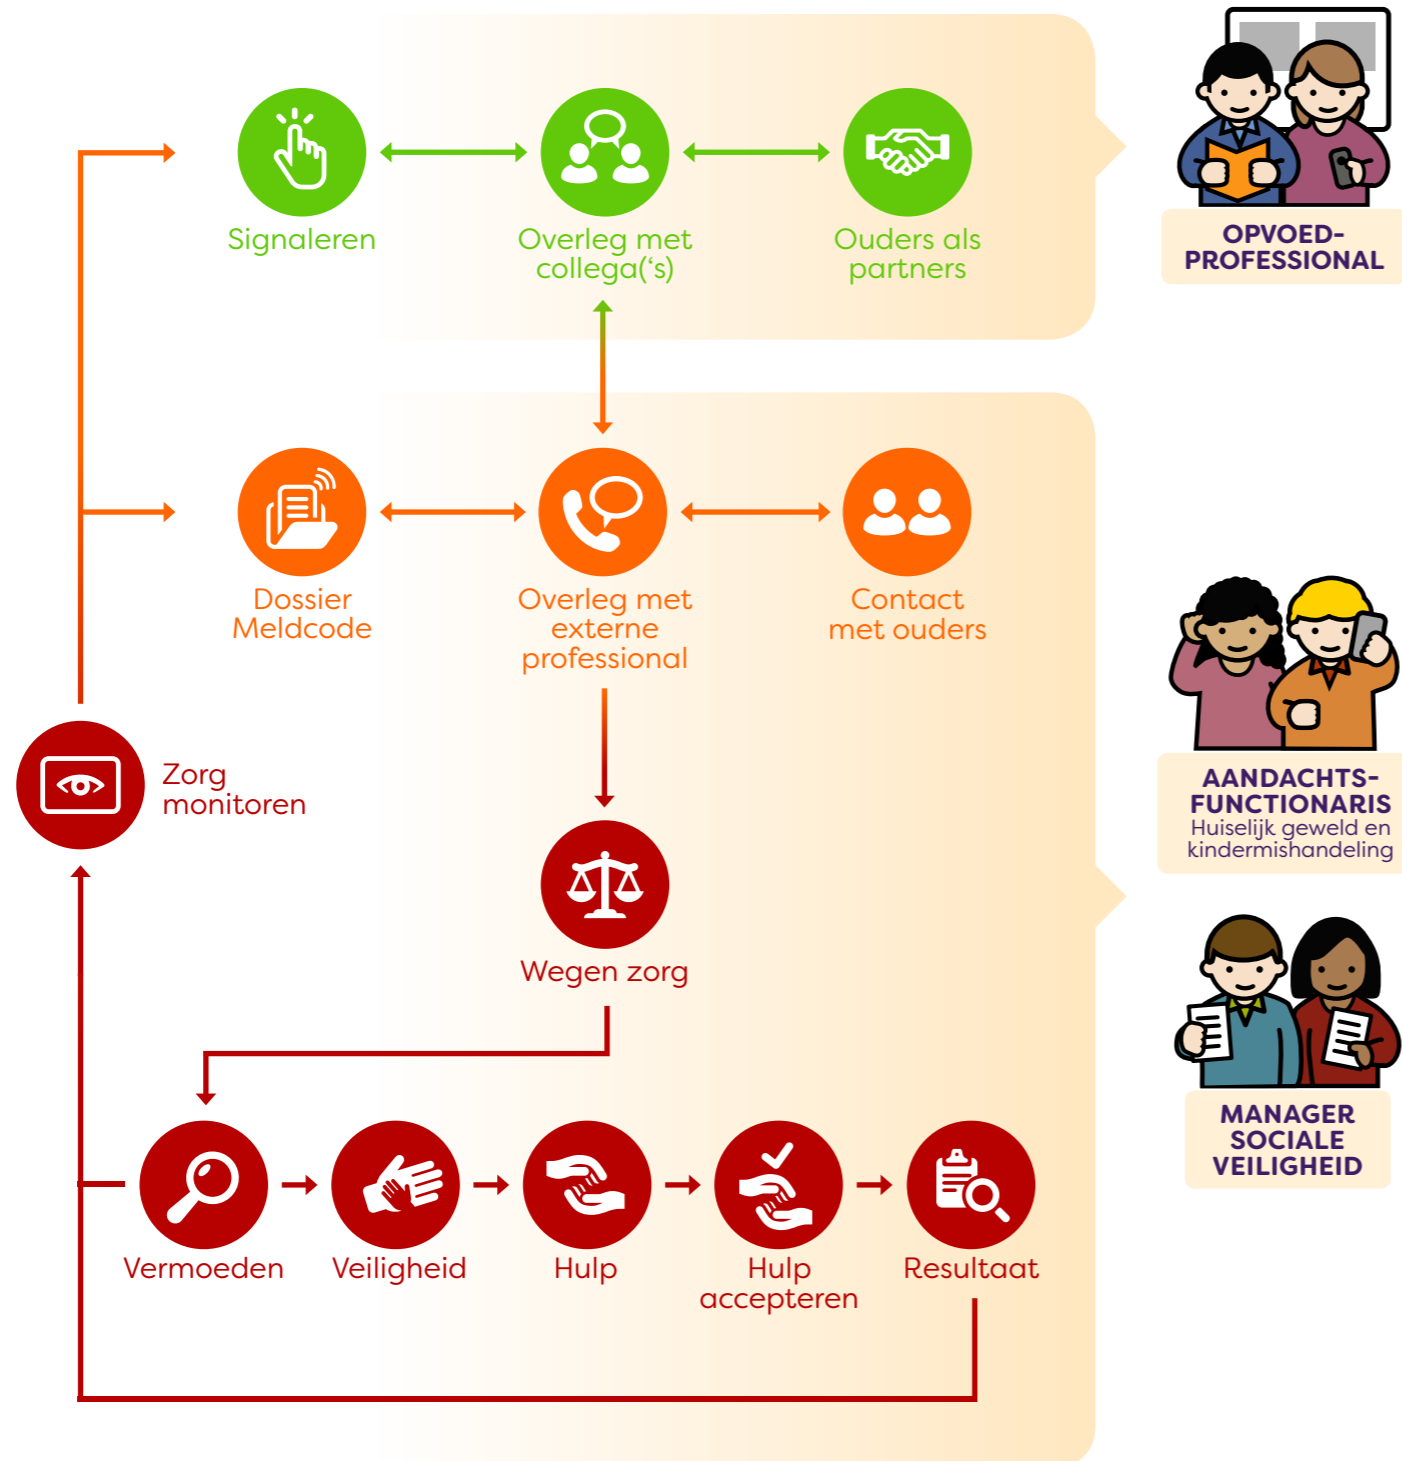 Signaleren
Overleg met
collega(‘s)
Ouders als
partners
OPVOED-
PROFESSIONAL
Dossier
Meldcode
Overleg met
externe
professional
Contact
met ouders
Zorg
monitoren
AANDACHTS-
FUNCTIONARIS
Huiselijk geweld en
kindermishandeling
Wegen zorg
MANAGER
SOCIALE
VEILIGHEID
Vermoeden
Veiligheid
Hulp
Hulp
accepteren
Resultaat